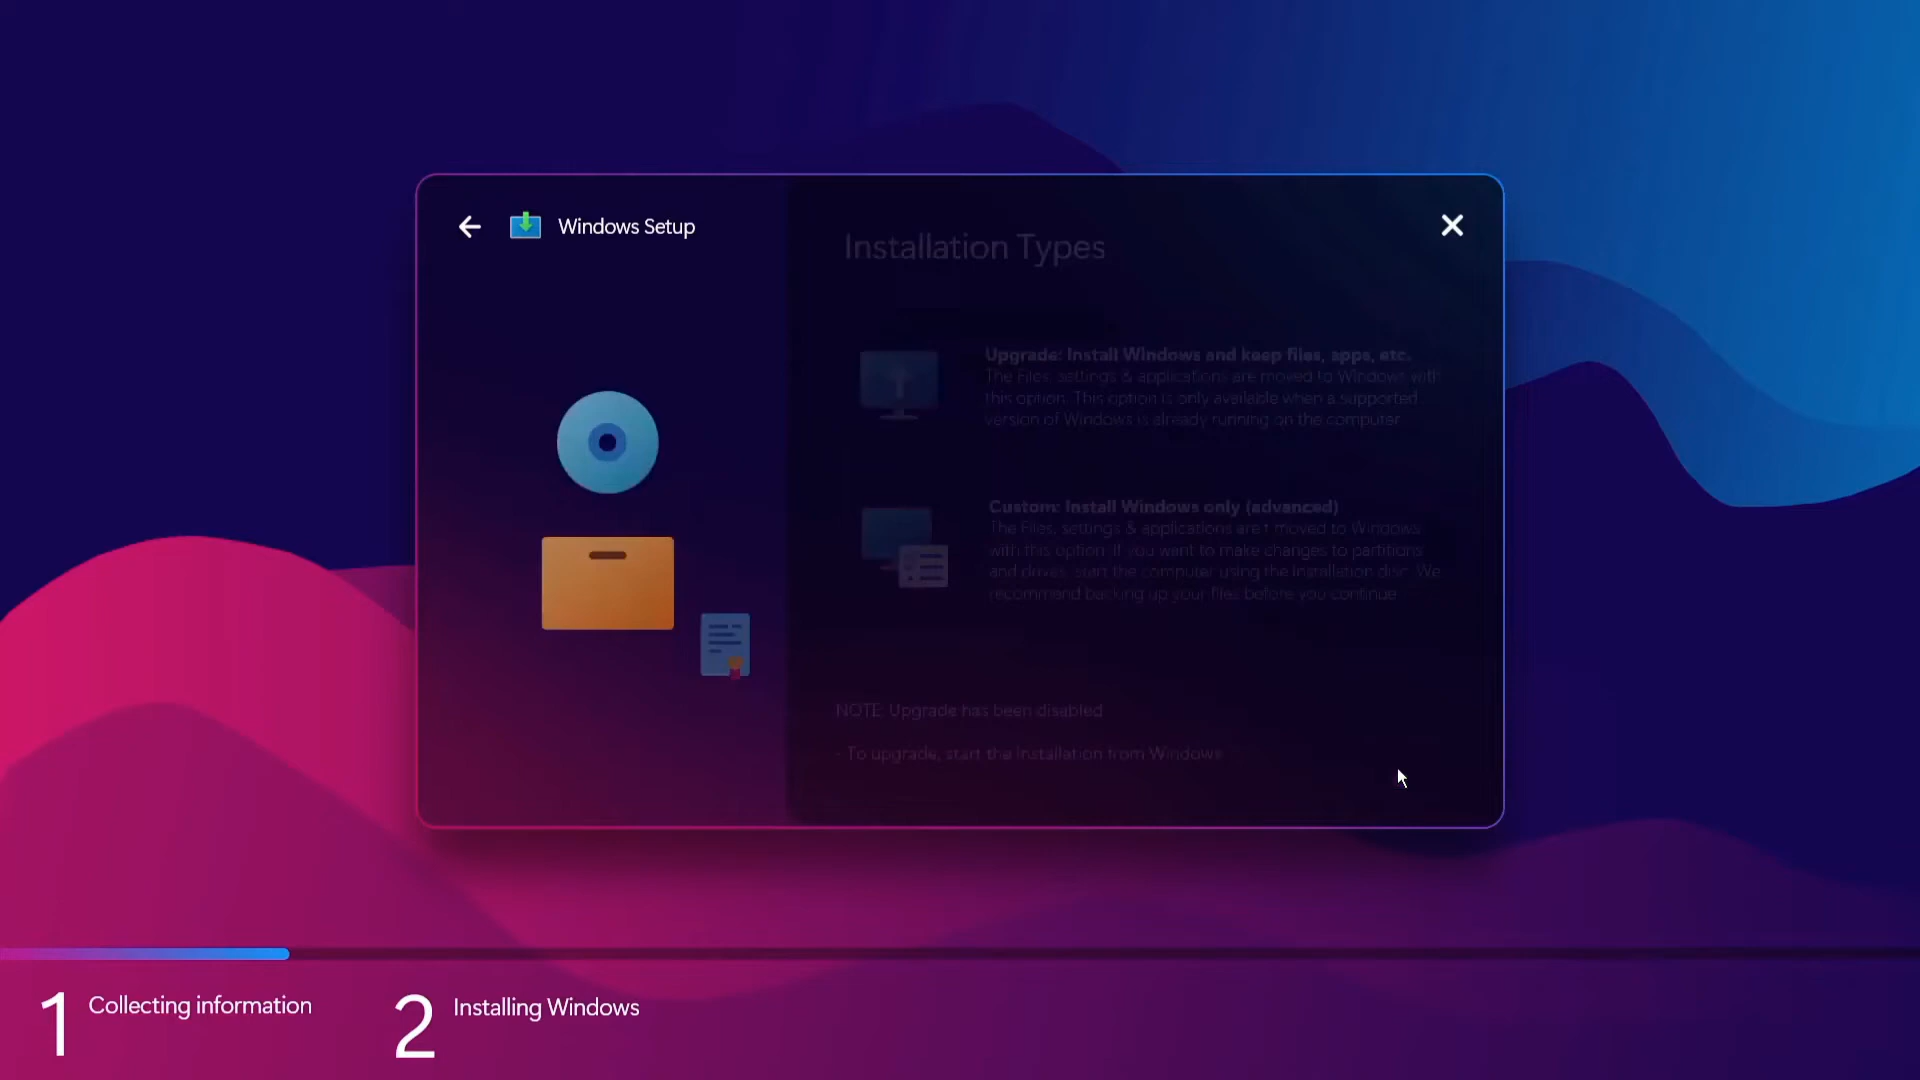 Windows Setup
Installation Types
Upgrade: Install Windows and keep files, apps, etc.
The Files, settings & applications are moved to Windows with
this option. This option is only available when a supported
version of Windows is already running on the computer.
Custom: Install Windows only (advanced)
The Files, settings & applications are't moved to Windows
with this option. If you want to make changes to partitions
and drives, start the computer using the installation disc. We
recommend backing up your files before you continue.
NOTE: Upgrade has been disabled
- To upgrade, start the installation from Windows
1 Collecting information
2 Installing Windows